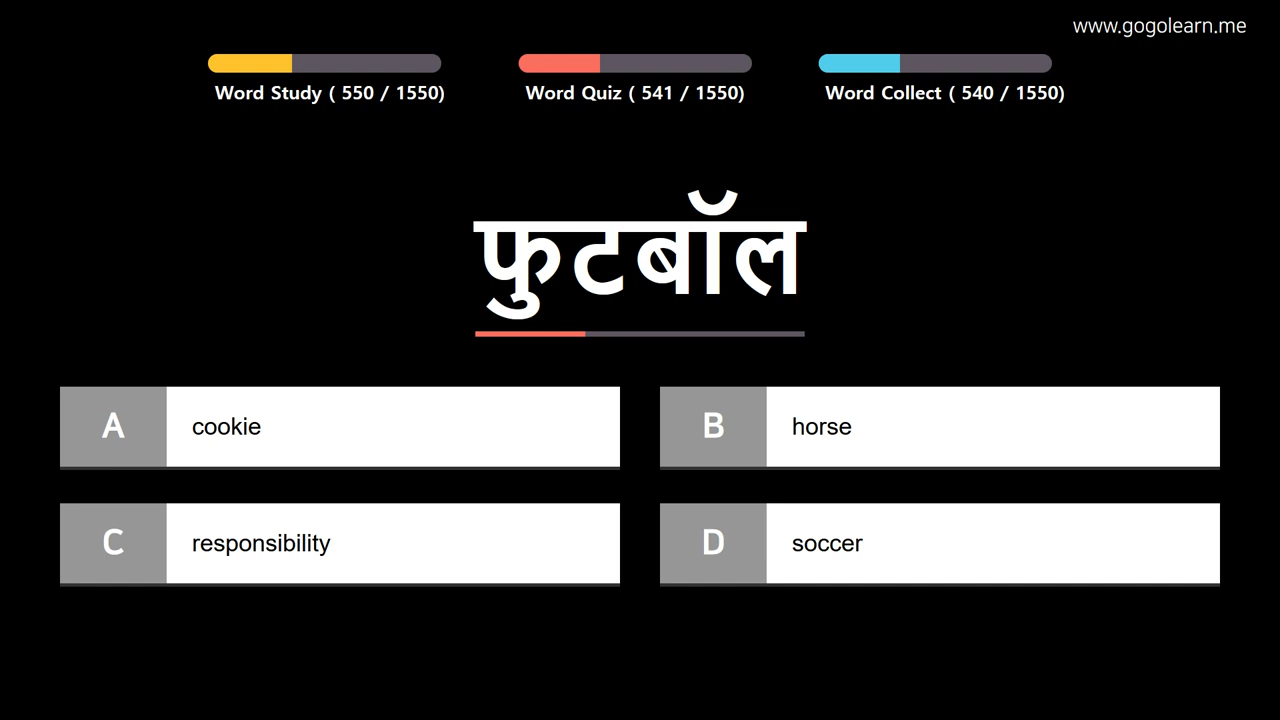 www.gogolearn.me
Word Study ( 550 / 1550)
Word Quiz ( 541 / 1550)
Word Collect ( 540 / 1550)
फुटबॉल
A cookie
B horse
C responsibility
D soccer